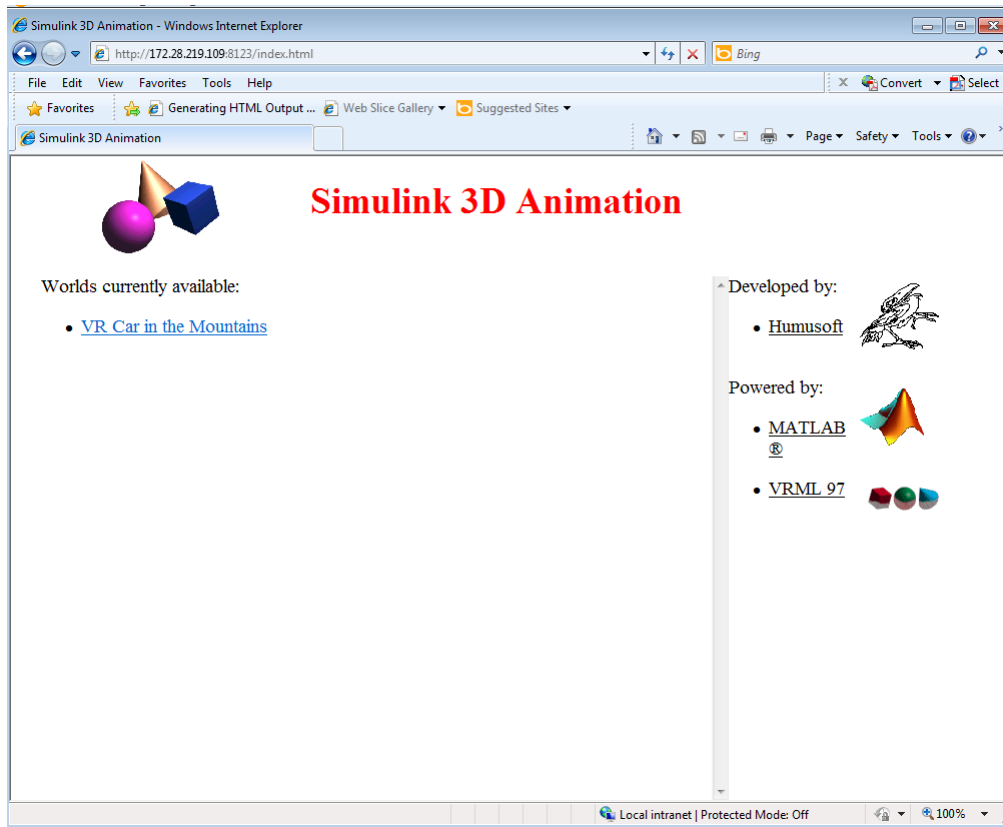 Simulink 3D Animation - Windows Internet Explorer
http://172.28.219.109:8123/index.html
Bing
File Edit View Favorites Tools Help
Convert Select
Favorites Generating HTML Output ... Web Slice Gallery Suggested Sites
Simulink 3D Animation
Page Safety Tools
Simulink 3D Animation
Worlds currently available:
• VR Car in the Mountains
Developed by:
• Humusoft
Powered by:
• MATLAB
®
• VRML 97
Local intranet | Protected Mode: Off
100%